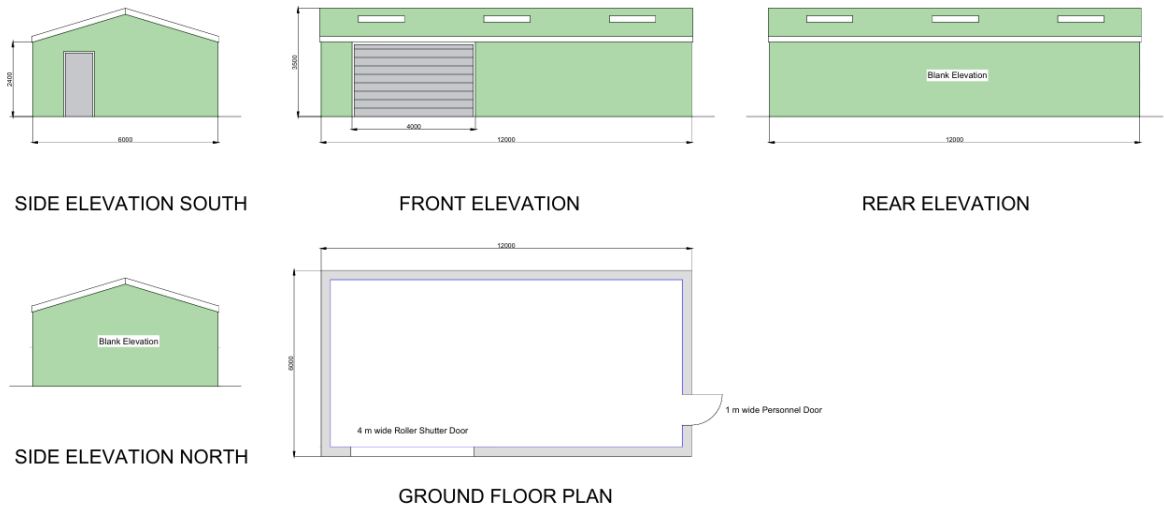 2400
6000
SIDE ELEVATION SOUTH
3500
4000
12000
FRONT ELEVATION
Blank Elevation
12000
REAR ELEVATION
Blank Elevation
SIDE ELEVATION NORTH
12000
6000
1 m wide Personnel Door
4 m wide Roller Shutter Door
GROUND FLOOR PLAN